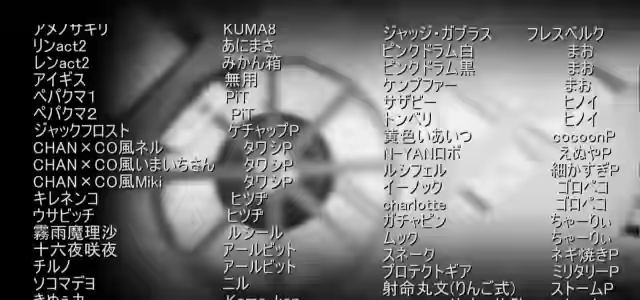 アメノサギリ KUMA8
リンact2 あにまさ
レンact2 みかん箱
アイギス 無用
ペパクマ1 PiT
ペパクマ2 PiT
ジャックフロスト ケチャップP
CHAN×CO風ネル タワシP
CHAN×CO風いまいちさん タワシP
CHAN×CO風Miki タワシP
キレネンコ ヒツヂ
ウサビッチ ヒツヂ
霧雨魔理沙 ルシール
十六夜咲夜 アールビット
チルノ アールビット
ソコマデヨ ニル
ジャッジ・ガブラス フレスベルク
ピンクドラム白 まお
ピンクドラム黒 まお
ケンプファー まお
サザビー ヒノイ
トンベリ ヒノイ
黄色いあいつ cocoonP
N-YANロボ えぬやP
ルシフェル 細かすぎP
イーノック ゴロペコ
charlotte ゴロペコ
ガチャピン ちゃーりぃ
ムック ちゃーりぃ
スネーク ネギ焼きP
プロテクトギア ミリタリーP
射命丸文(りんご式) ストームP